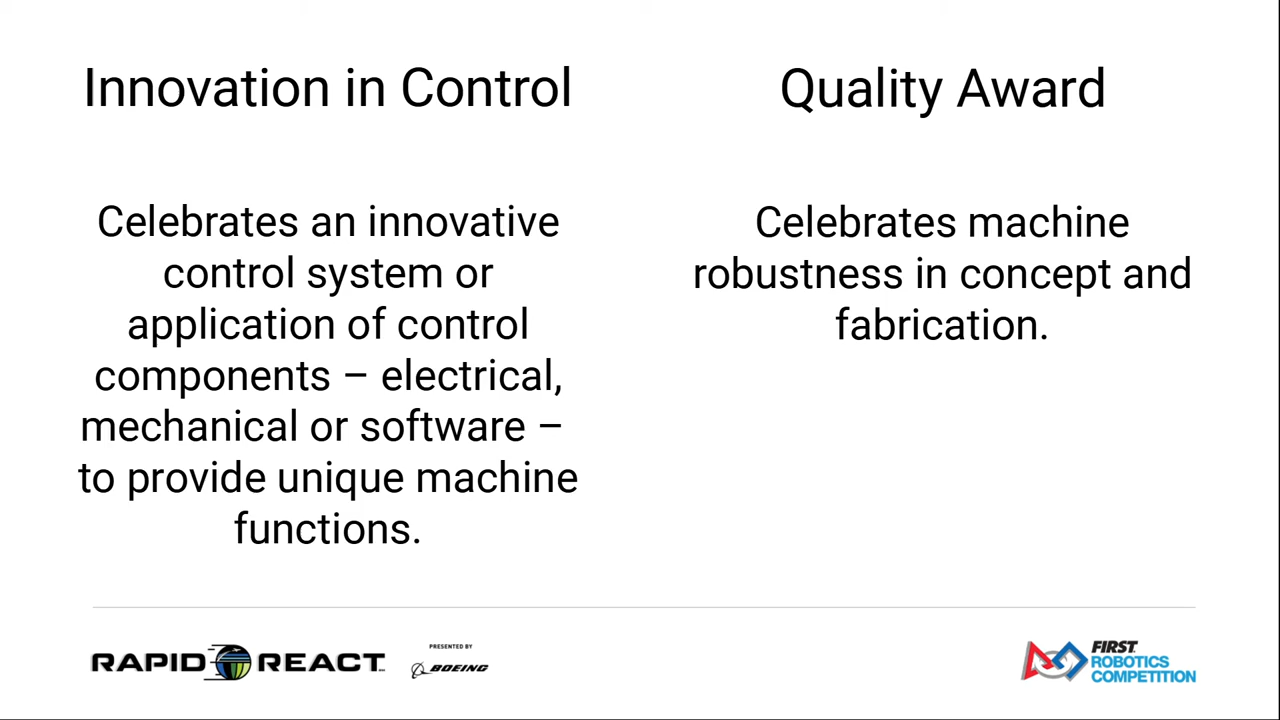 Innovation in Control
Celebrates an innovative
control system or
application of control
components – electrical,
mechanical or software –
to provide unique machine
functions.
Quality Award
Celebrates machine
robustness in concept and
fabrication.
RAPID REACT
PRESENTED BY
BOEING
FIRST
ROBOTICS
COMPETITION